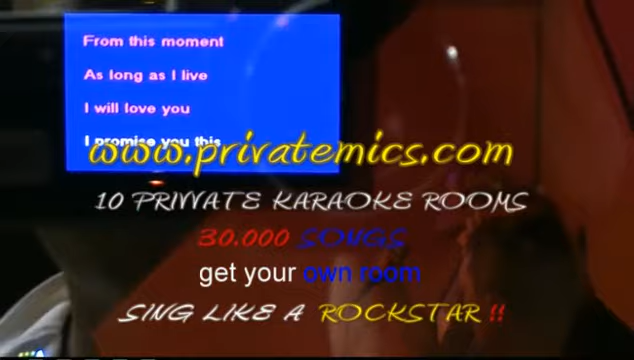 From this moment
As long as I live
I will love you
I promise you this
www.privatemics.com
10 PRIVATE KARAOKE ROOMS
30.000 SONGS
get your own room
SING LIKE A ROCKSTAR !!